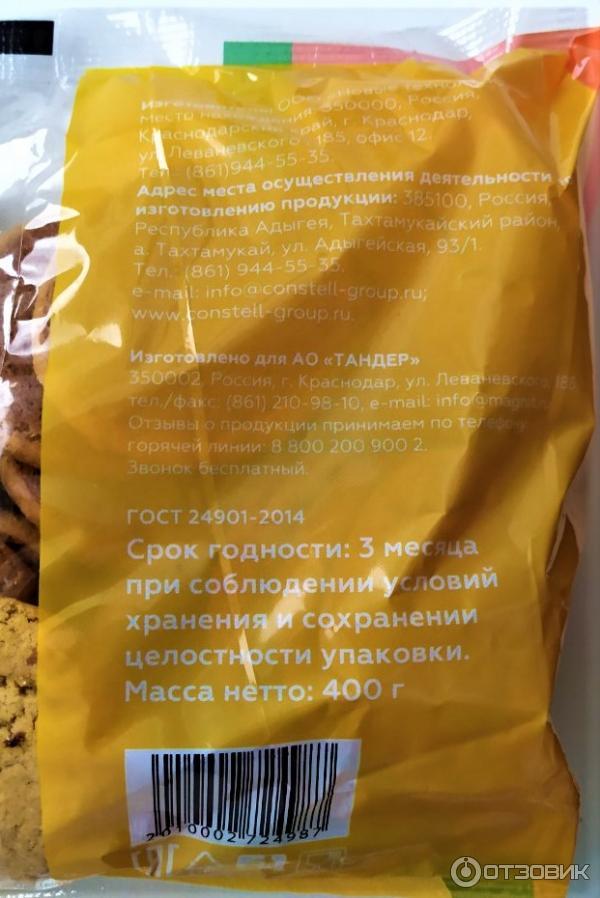 Изготовитель: ООО Новые
Место нахождения: 350000, Россия,
Краснодарский край, г. Краснодар,
ул. Леваневского, 185, офис 12.
Тел.: (861)944-55-35.
Адрес места осуществления деятельности
изготовлению продукции: 385100, Россия,
Республика Адыгея, Тахтамукайский район,
а. Тахтамукай, ул. Адыгейская, 93/1.
Тел.: (861) 944-55-35.
e-mail: info@constell-group.ru;
www.constell-group.ru.
Изготовлено для АО «ТАНДЕР»
350002, Россия, г. Краснодар, ул. Леваневского, 185
тел./факс: (861) 210-98-10, e-mail:
Отзывы о продукции принимаем по телефону
горячей линии: 8 800 200 900 2.
Звонок бесплатный.
ГОСТ 24901-2014
Срок годности: 3 месяца
при соблюдении условий
хранения и сохранении
целостности упаковки.
Масса нетто: 400 г
2010002724987
ОТЗОВИК